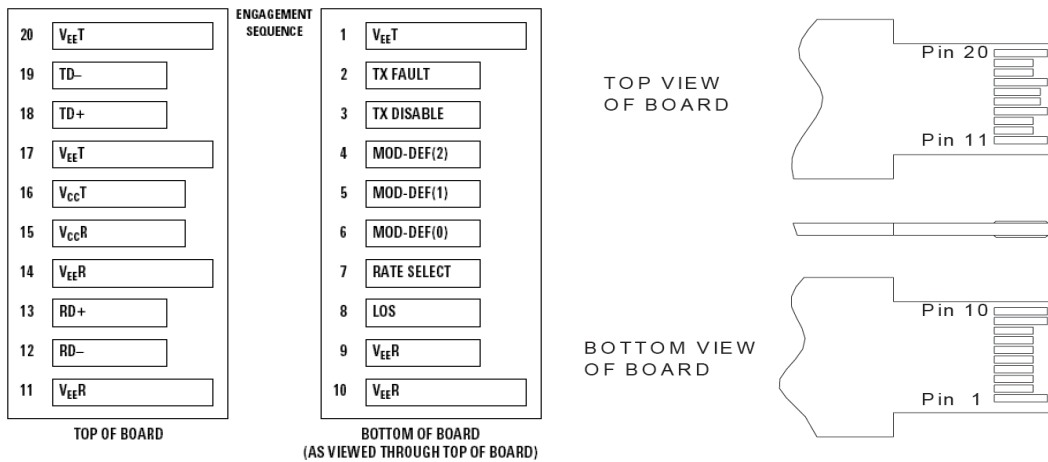 ENGAGEMENT
SEQUENCE
20 VEET
19 TD–
18 TD+
17 VEET
16 VCCT
15 VCCR
14 VEER
13 RD+
12 RD–
11 VEER
TOP OF BOARD
1 VEET
2 TX FAULT
3 TX DISABLE
4 MOD-DEF(2)
5 MOD-DEF(1)
6 MOD-DEF(0)
7 RATE SELECT
8 LOS
9 VEER
10 VEER
BOTTOM OF BOARD
(AS VIEWED THROUGH TOP OF BOARD)
TOP VIEW
OF BOARD
Pin 20
Pin 11
BOTTOM VIEW
OF BOARD
Pin 10
Pin 1